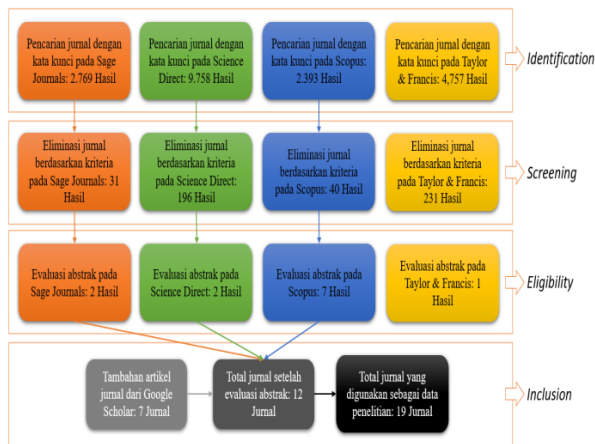 Pencarian jurnal dengan
kata kunci pada Sage
Journals: 2.769 Hasil
Pencarian jurnal dengan
kata kunci pada Science
Direct: 9.758 Hasil
Pencarian jurnal dengan
kata kunci pada Scopus:
2.393 Hasil
Pencarian jurnal dengan
kata kunci pada Taylor
& Francis: 4,757 Hasil
Identification
Eliminasi jurnal
berdasarkan kriteria
pada Sage Journals: 31
Hasil
Eliminasi jurnal
berdasarkan kriteria
pada Science Direct:
196 Hasil
Eliminasi jurnal
berdasarkan kriteria
pada Scopus: 40 Hasil
Eliminasi jurnal
berdasarkan kriteria
pada Taylor & Francis:
231 Hasil
Screening
Evaluasi abstrak pada
Sage Journals: 2 Hasil
Evaluasi abstrak pada
Science Direct: 2 Hasil
Evaluasi abstrak pada
Scopus: 7 Hasil
Evaluasi abstrak pada
Taylor & Francis: 1
Hasil
Eligibility
Tambahan artikel
jurnal dari Google
Scholar: 7 Jurnal
Total jurnal setelah
evaluasi abstrak: 12
Jurnal
Total jurnal yang
digunakan sebagai data
penelitian: 19 Jurnal
Inclusion